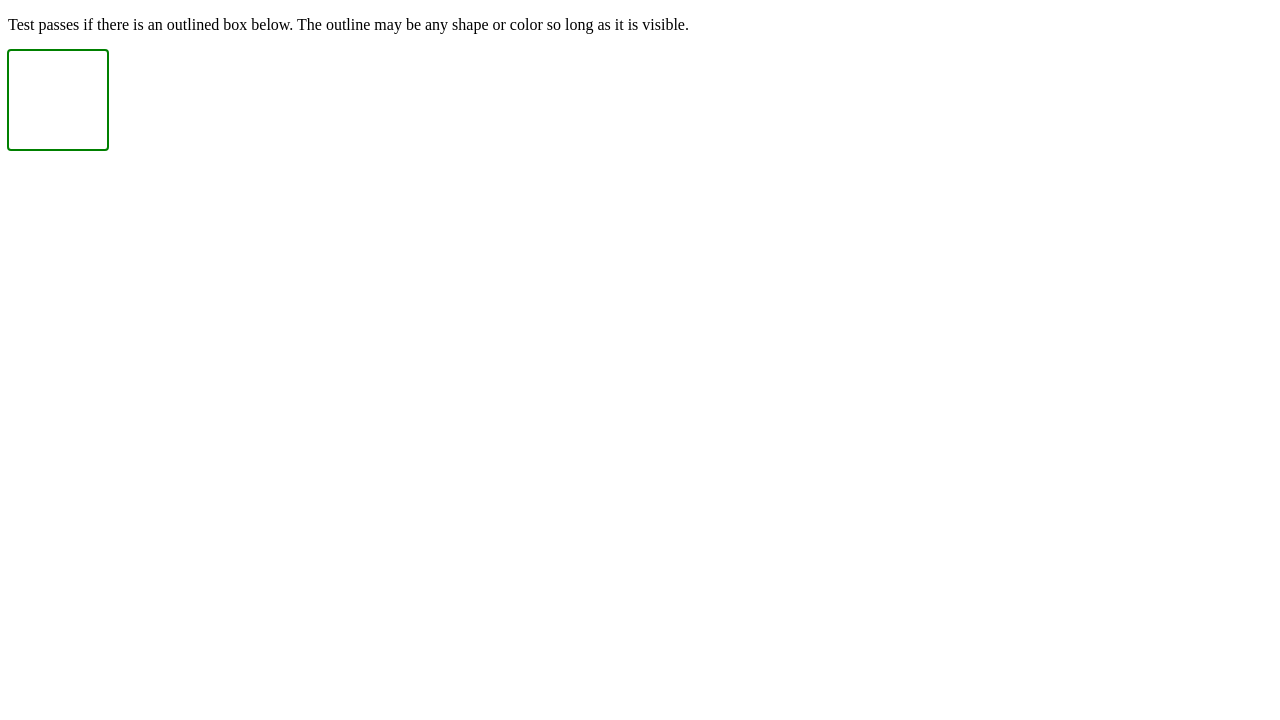 Test passes if there is an outlined box below. The outline may be any shape or color so long as it is visible.